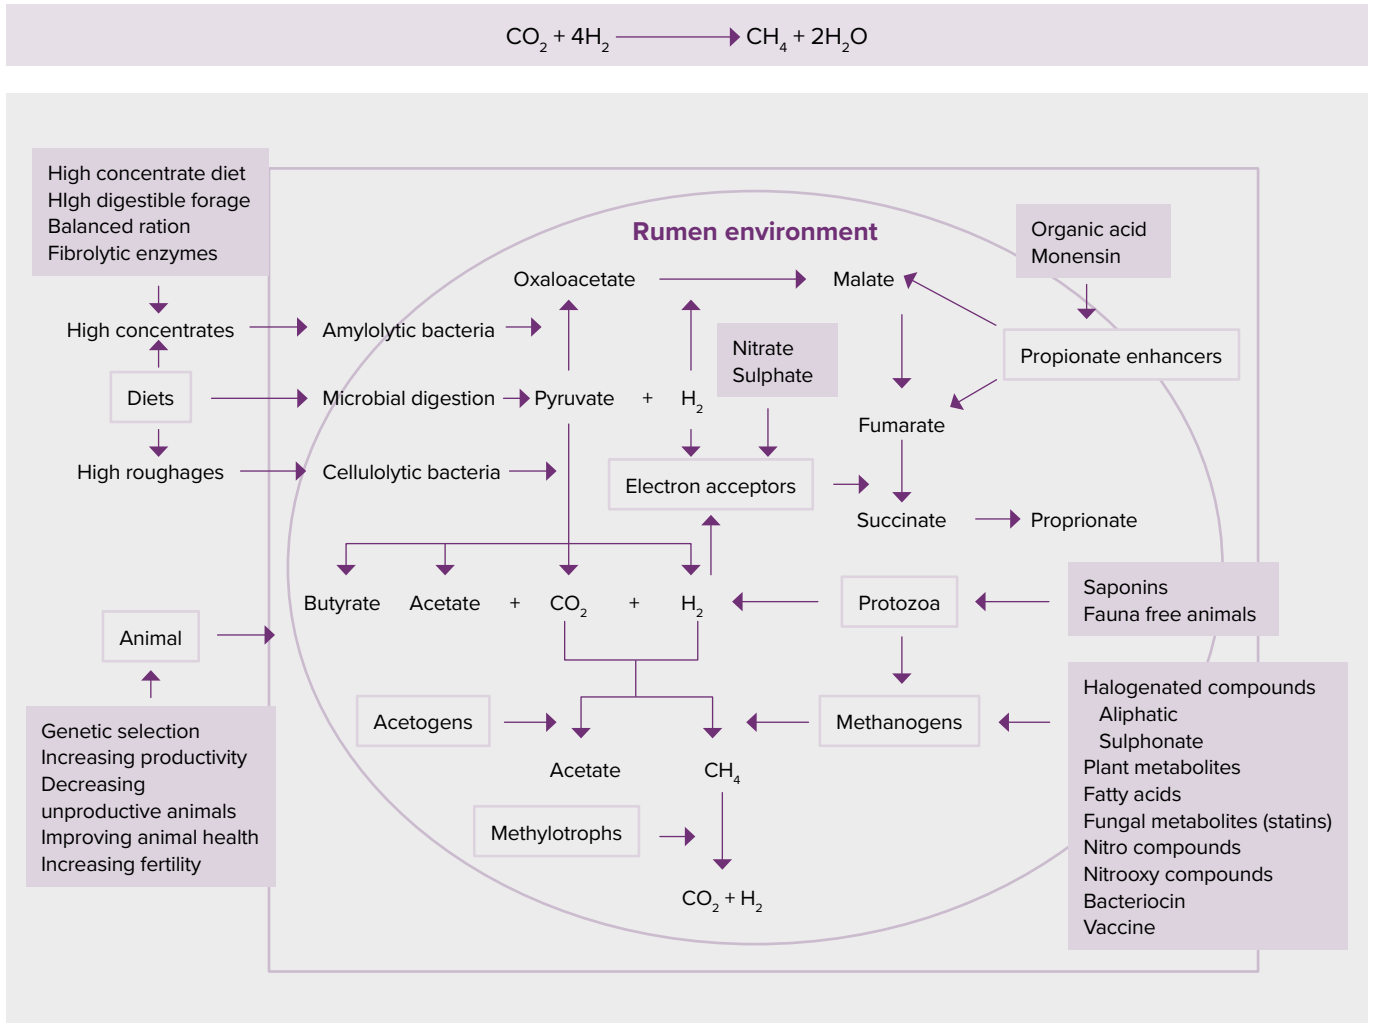 CO₂ + 4H₂ → CH₄ + 2H₂O
High concentrate diet
HIgh digestible forage
Balanced ration
Fibrolytic enzymes
Rumen environment
Organic acid
Monensin
Oxaloacetate
Malate
High concentrates
Amylolytic bacteria
Nitrate
Sulphate
Propionate enhancers
Diets
Microbial digestion
Pyruvate + H₂
Fumarate
High roughages
Cellulolytic bacteria
Electron acceptors
Succinate
Proprionate
Butyrate
Acetate + CO₂ + H₂
Protozoa
Saponins
Fauna free animals
Animal
Genetic selection
Increasing productivity
Decreasing
unproductive animals
Improving animal health
Increasing fertility
Acetogens
Methanogens
Halogenated compounds
Aliphatic
Sulphonate
Plant metabolites
Fatty acids
Fungal metabolites (statins)
Nitro compounds
Nitrooxy compounds
Bacteriocin
Vaccine
Acetate
CH₄
Methylotrophs
CO₂ + H₂